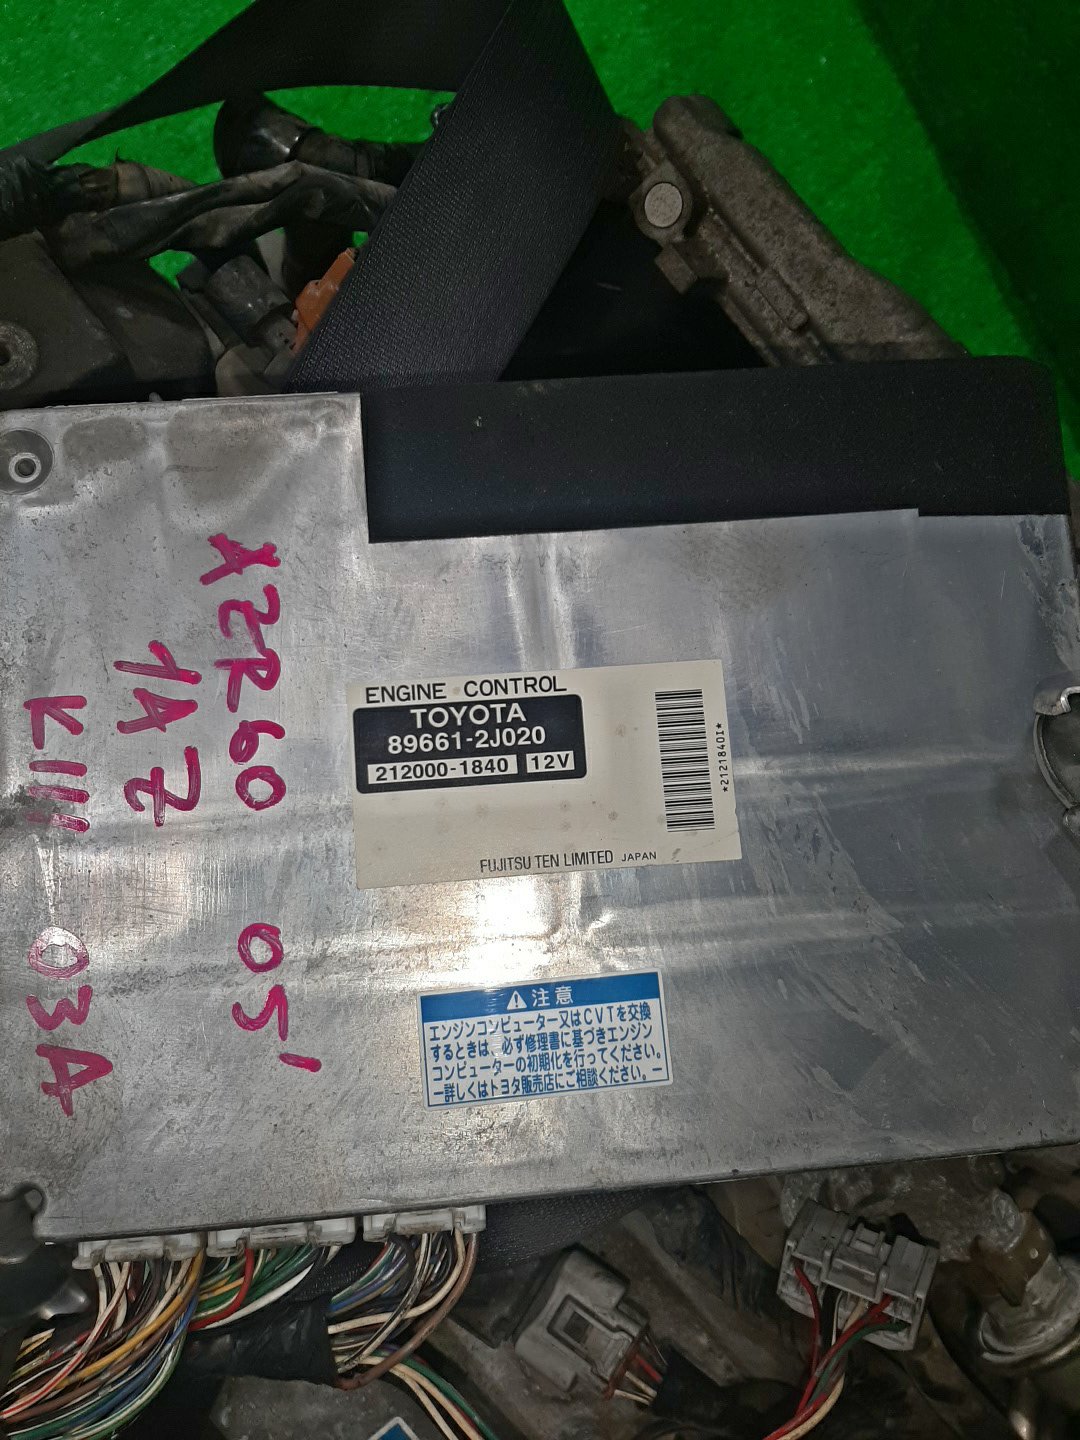 ENGINE CONTROL
TOYOTA
89661-2J020
212000-1840 12V
*2121840I*
FUJITSU TEN LIMITED JAPAN
AZR60 05'
1AZ
K111 03A
注意
エンジンコンピューター又はCVTを交換
するときは、必ず修理書に基づきエンジン
コンピューターの初期化を行ってください。
ー詳しくはトヨタ販売店にご相談ください。ー